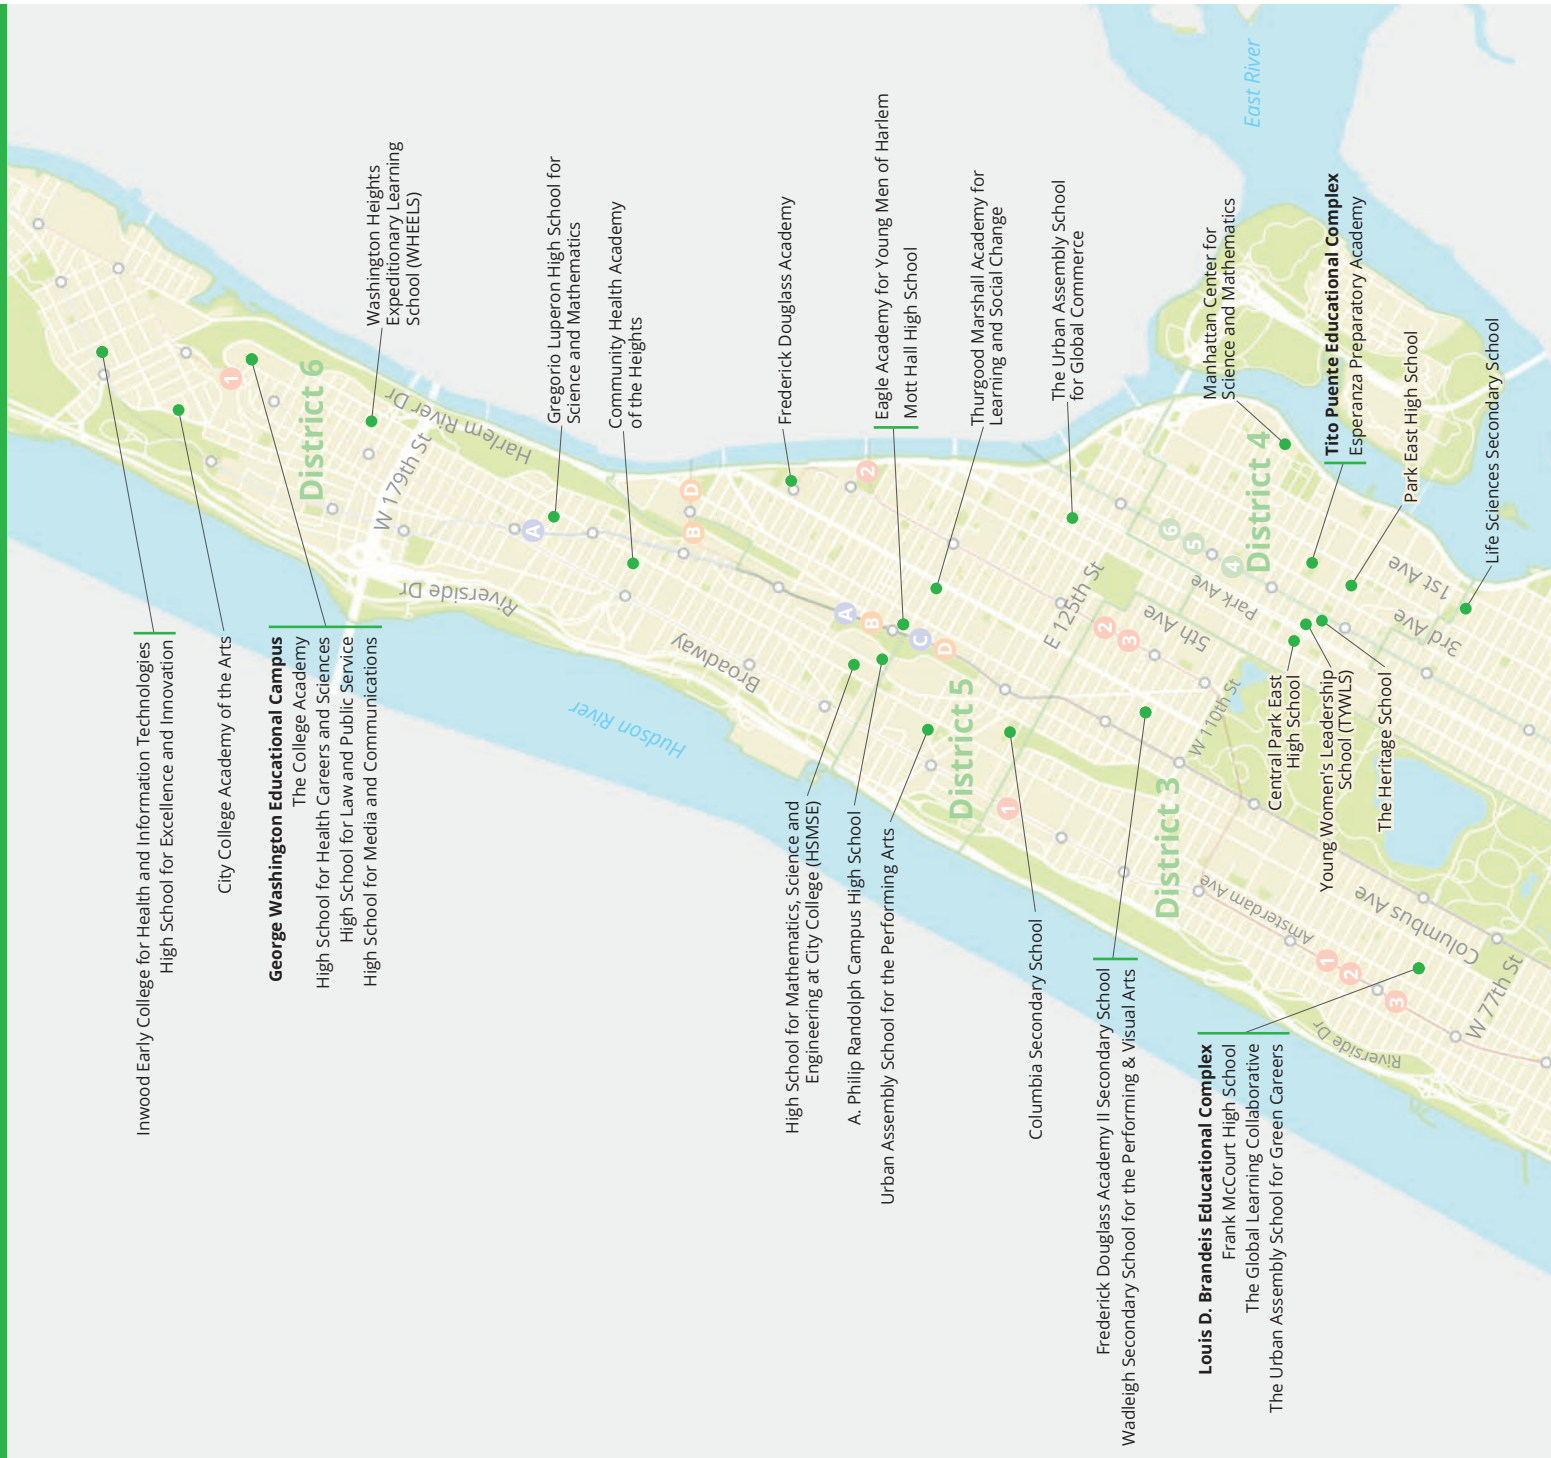 Inwood Early College for Health and Information Technologies
High School for Excellence and Innovation
City College Academy of the Arts
George Washington Educational Campus
The College Academy
High School for Health Careers and Sciences
High School for Law and Public Service
High School for Media and Communications
Washington Heights
Expeditionary Learning
School (WHEELS)
Gregorio Luperon High School for
Science and Mathematics
Community Health Academy
of the Heights
Frederick Douglass Academy
Eagle Academy for Young Men of Harlem
Mott Hall High School
Thurgood Marshall Academy for
Learning and Social Change
The Urban Assembly School
for Global Commerce
Manhattan Center for
Science and Mathematics
Tito Puente Educational Complex
Esperanza Preparatory Academy
Park East High School
Life Sciences Secondary School
High School for Mathematics, Science and
Engineering at City College (HSMSE)
A. Philip Randolph Campus High School
Urban Assembly School for the Performing Arts
Columbia Secondary School
Frederick Douglass Academy II Secondary School
Wadleigh Secondary School for the Performing & Visual Arts
Louis D. Brandeis Educational Complex
Frank McCourt High School
The Global Learning Collaborative
The Urban Assembly School for Green Careers
Central Park East
High School
Young Women's Leadership
School (TYWLS)
The Heritage School
District 6
District 5
District 4
District 3
East River
Hudson River
Harlem River Dr
W 179th St
Riverside Dr
Broadway
E 125th St
5th Ave
Park Ave
1st Ave
3rd Ave
W 110th St
Amsterdam Ave
Columbus Ave
Riverside Dr
W 77th St
1
A
D
B
2
A
B
C
D
2
3
6
5
4
1
1
2
3